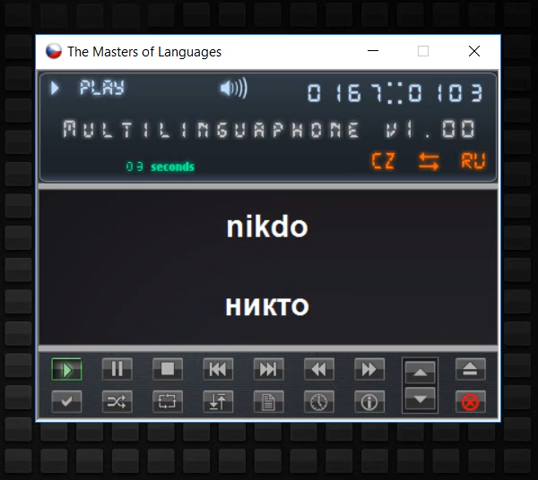 The Masters of Languages
PLAY 0167::0103
MULTILINGUAPHONE V1.00
03 seconds CZ RU
nikdo
никто